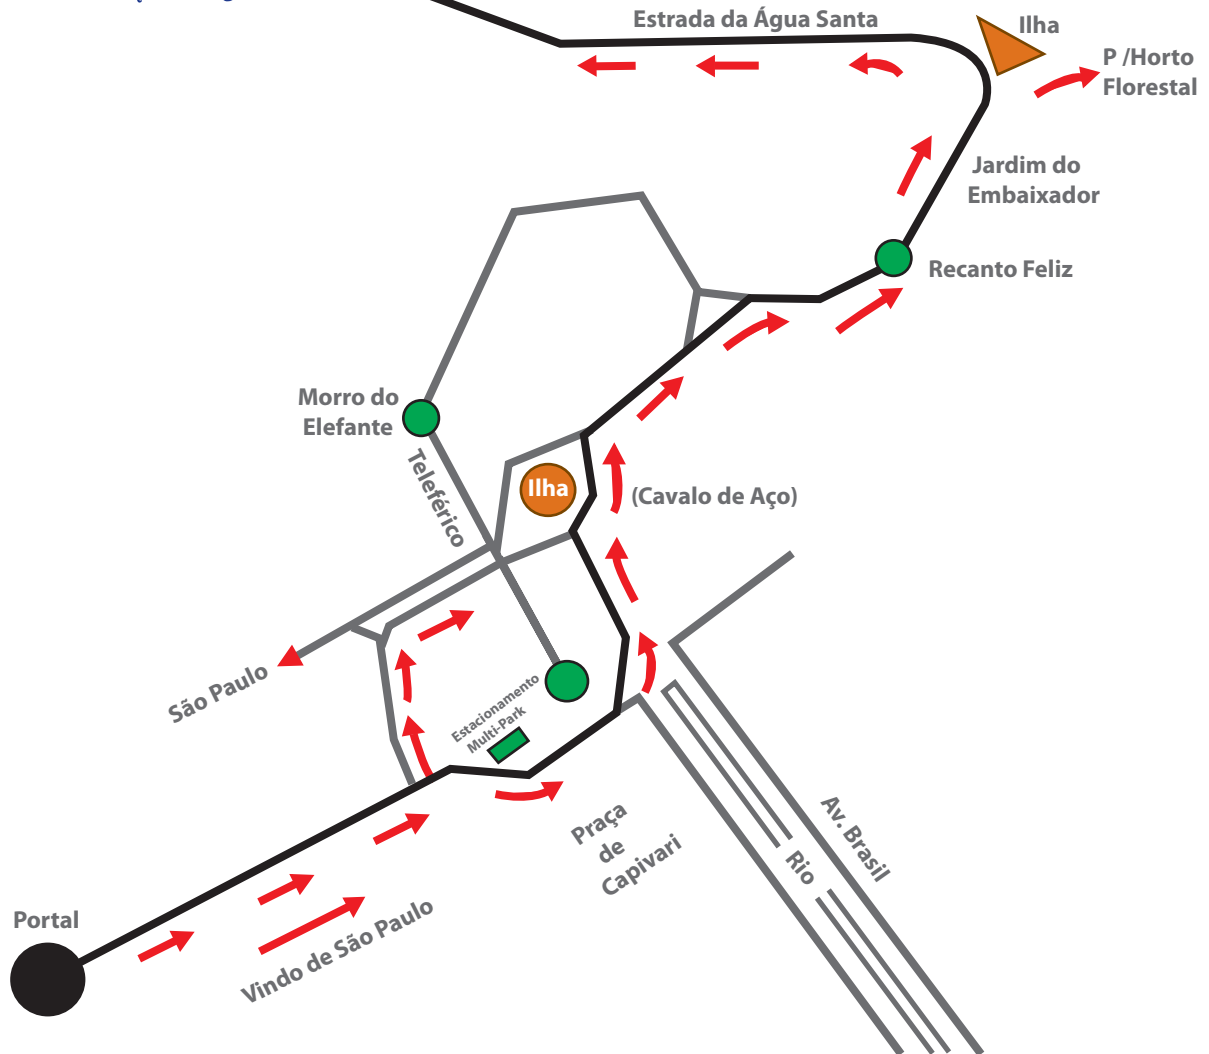 Estrada da Água Santa
Ilha
P /Horto
Florestal
Jardim do
Embaixador
Recanto Feliz
Morro do
Elefante
Teleférico
Ilha
(Cavalo de Aço)
São Paulo
Estacionamento
Multi-Park
Praça
de
Capivari
Av. Brasil
Rio
Portal
Vindo de São Paulo